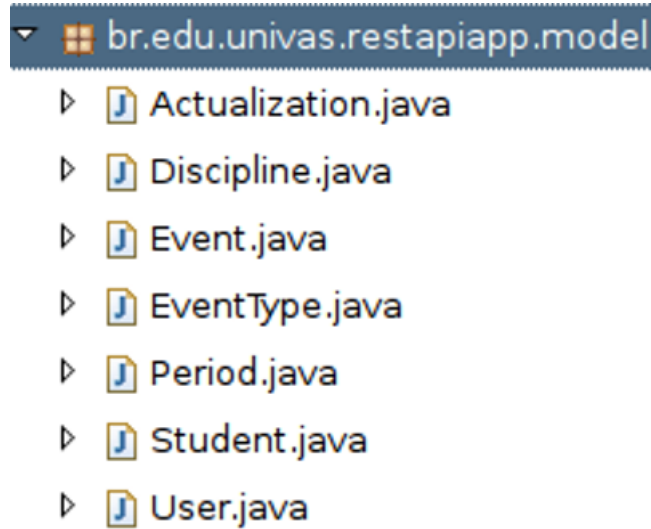 br.edu.univas.restapiapp.model
Actualization.java
Discipline.java
Event.java
EventType.java
Period.java
Student.java
User.java